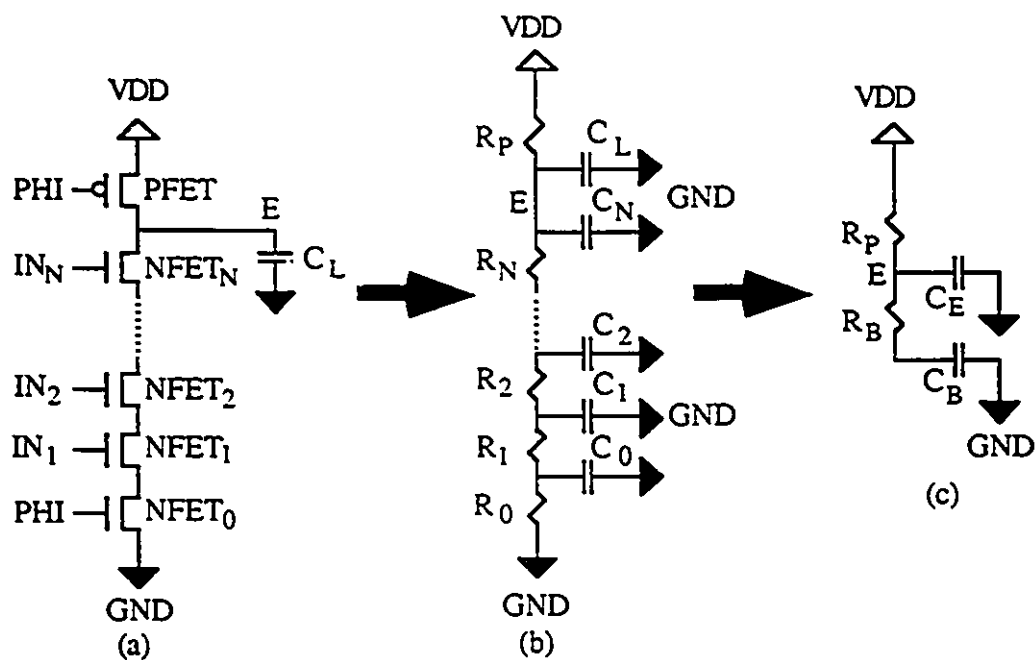 VDD
PHI
PFET
E
IN_N
NFET_N
C_L
IN_2
NFET_2
IN_1
NFET_1
PHI
NFET_0
GND
(a)
VDD
R_P
C_L
GND
E
C_N
R_N
C_2
R_2
C_1
GND
R_1
C_0
R_0
GND
(b)
VDD
R_P
E
C_E
R_B
C_B
GND
(c)